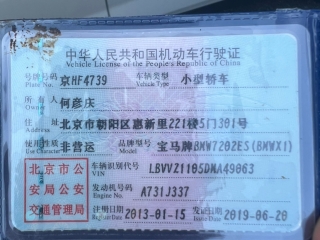 中华人民共和国机动车行驶证
Vehicle License of the People's Republic of China
号牌号码 京HF4739 车辆类型 小型轿车
Plate No. Vehicle Type
所有人 何彦庆
Owner
住址 北京市朝阳区惠新里221楼5门301号
Address
使用性质 非营运 品牌型号 宝马牌BMW7202ES(BMWX1)
Use Character Model
北京市公安局公安交通管理局
车辆识别代号 LBVVZ1105DMA49063
VIN
发动机号码 A731J337
Engine No.
注册日期 2013-01-15 发证日期 2019-06-20
Register Date Issue Date